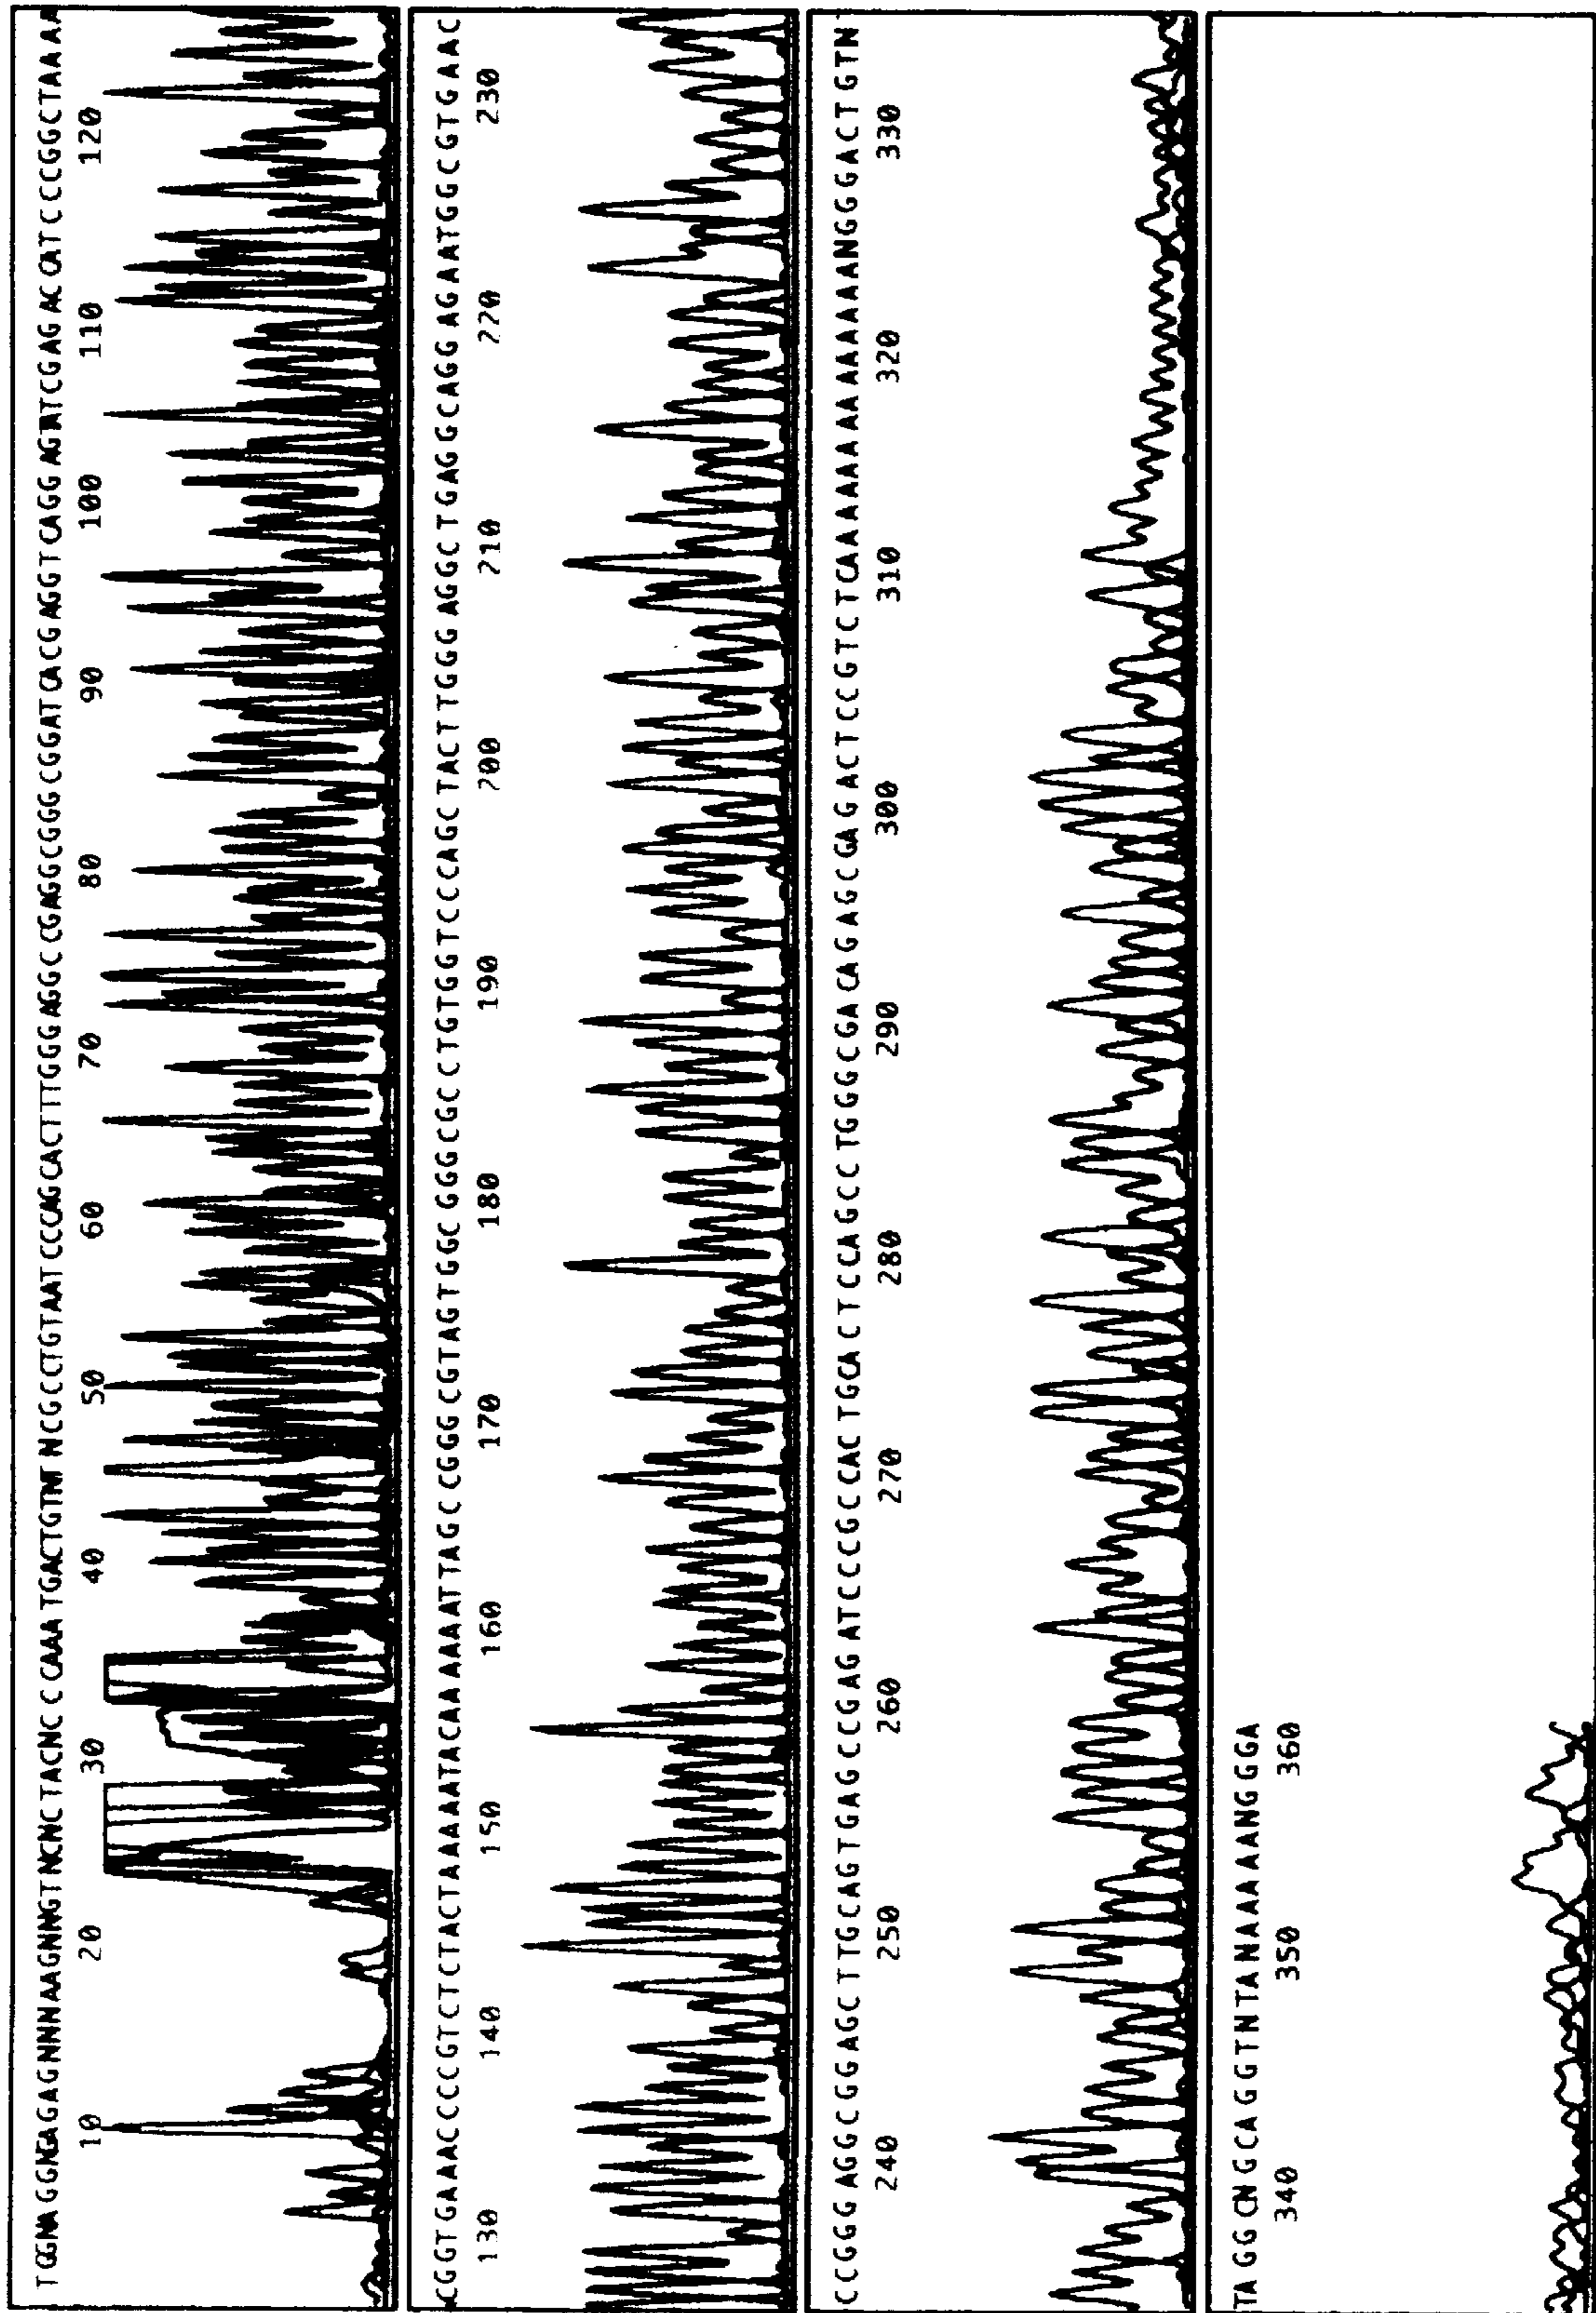 TGGNAGGNGAGAGNNNAAGNNGTNCNCNCTACNCCCAAATGACTGTNTNCGCCTGTAATCCCAGCACTTTGGGAGGCCGAGGCGGGCGGATCACGAGGTCAGGAGATCGAGACCATCCCGGCTAAAA
10 20 30 40 50 60 70 80 90 100 110 120
CGGTGAAACCCCGTCTCTACTAAAAATACAAAAAATTAGCCGGGCGTAGTGGCGGGCGCCTGTGGTCCCAGCTACTTGGGAGGCTGAGGCAGGAGAATGGCGTGAAC
130 140 150 160 170 180 190 200 210 220 230
CCGGGAGGCGGAGCTTGCAGTGAGCCGAGATCCCGCCACTGCACTCCAGCCTGGGCGACAGAGCGAGACTCCGTCTCAAAAAAAAAAAAAAANGGGACTGTN
240 250 260 270 280 290 300 310 320 330
TAGGCNGCAGGTNTANAAAAANGGGA
340 350 360